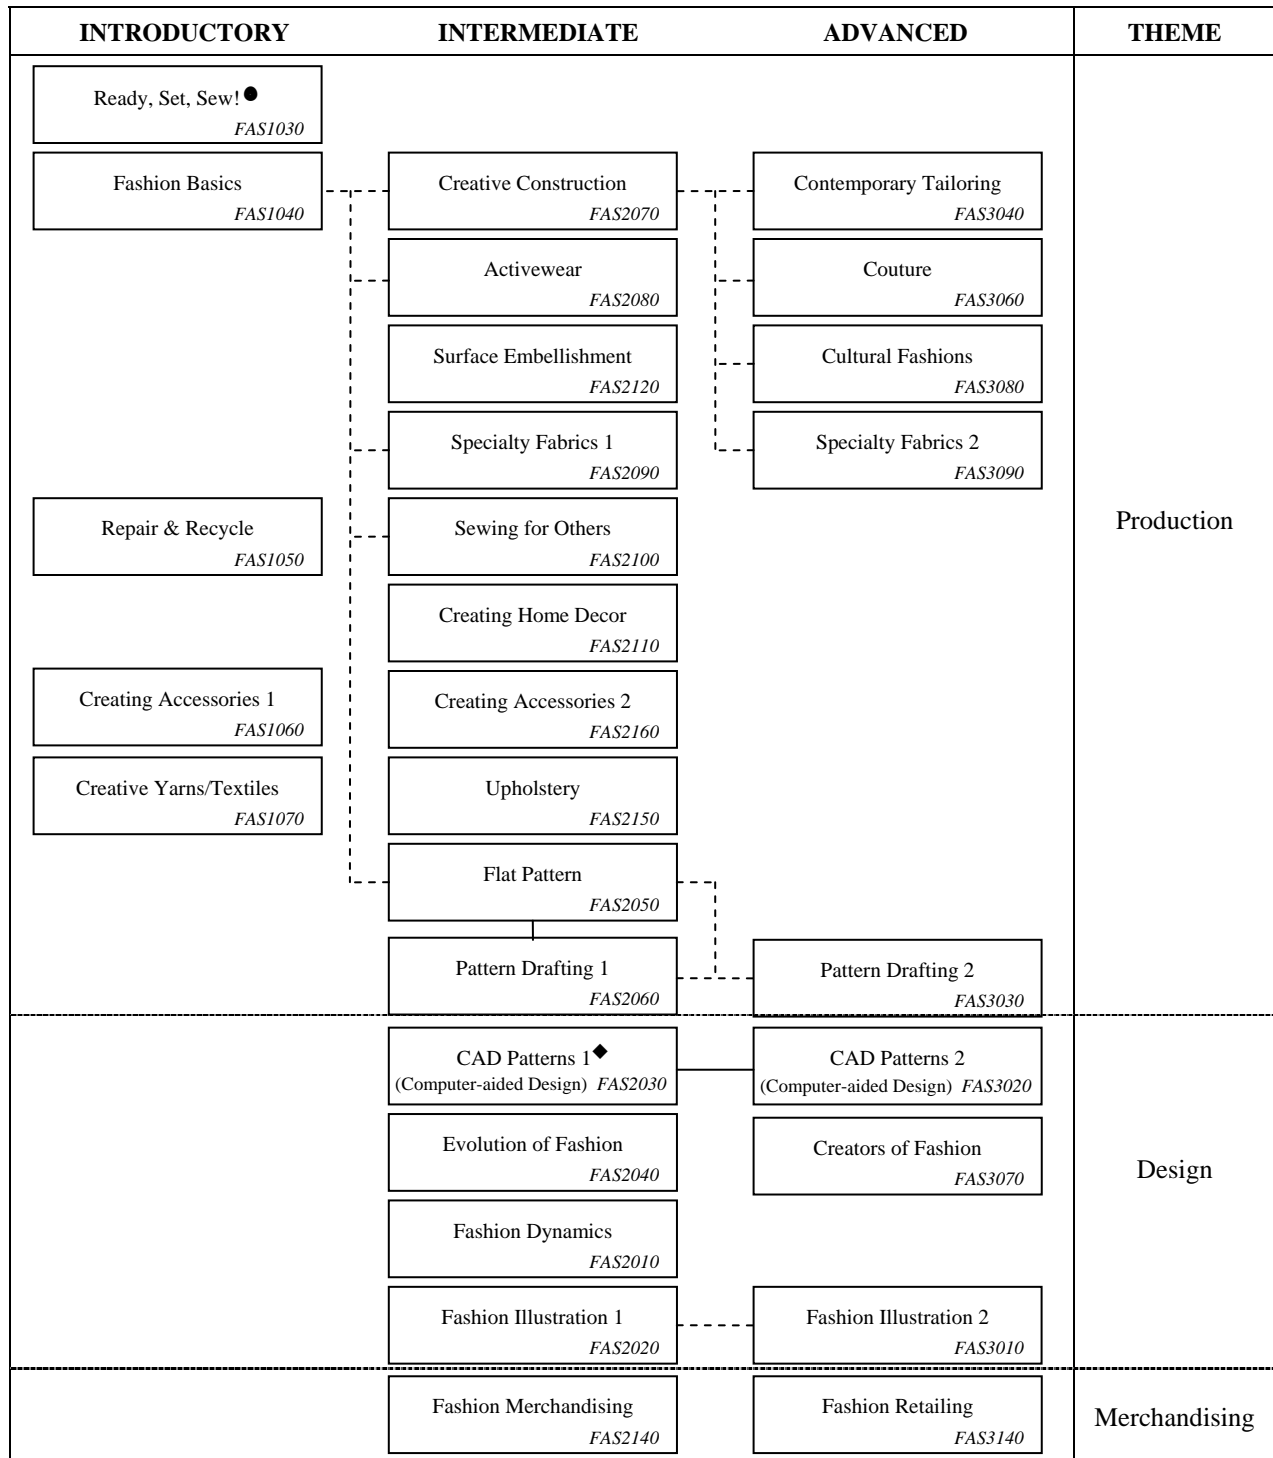 INTRODUCTORY INTERMEDIATE ADVANCED THEME
Ready, Set, Sew!●
FAS1030
Fashion Basics Creative Construction Contemporary Tailoring
FAS1040 FAS2070 FAS3040
Activewear Couture
FAS2080 FAS3060
Surface Embellishment Cultural Fashions
FAS2120 FAS3080
Specialty Fabrics 1 Specialty Fabrics 2
FAS2090 FAS3090
Production
Repair & Recycle Sewing for Others
FAS1050 FAS2100
Creating Home Decor
FAS2110
Creating Accessories 1 Creating Accessories 2
FAS1060 FAS2160
Creative Yarns/Textiles Upholstery
FAS1070 FAS2150
Flat Pattern
FAS2050
Pattern Drafting 1 Pattern Drafting 2
FAS2060 FAS3030
CAD Patterns 1◆ CAD Patterns 2
(Computer-aided Design) FAS2030 (Computer-aided Design) FAS3020
Evolution of Fashion Creators of Fashion
FAS2040 FAS3070
Design
Fashion Dynamics
FAS2010
Fashion Illustration 1 Fashion Illustration 2
FAS2020 FAS3010
Fashion Merchandising Fashion Retailing
Merchandising
FAS2140 FAS3140